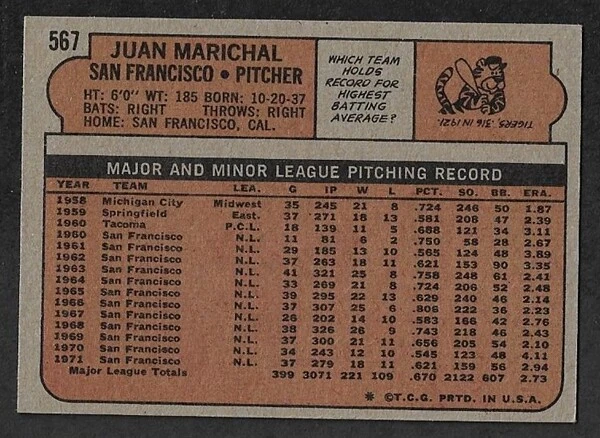 567
JUAN MARICHAL
SAN FRANCISCO • PITCHER
HT: 6'0" WT: 185 BORN: 10-20-37
BATS: RIGHT THROWS: RIGHT
HOME: SAN FRANCISCO, CAL.
WHICH TEAM
HOLDS
RECORD FOR
HIGHEST
BATTING
AVERAGE?
TIGERS, .316 IN 1921.
MAJOR AND MINOR LEAGUE PITCHING RECORD
YEAR TEAM LEA. G IP W L PCT. SO. BB. ERA.
1958 Michigan City Midwest 35 245 21 8 .724 246 50 1.87
1959 Springfield East. 37 271 18 13 .581 208 47 2.39
1960 Tacoma P.C.L. 18 139 11 5 .688 121 34 3.11
1960 San Francisco N.L. 11 81 6 2 .750 58 28 2.67
1961 San Francisco N.L. 29 185 13 10 .565 124 48 3.89
1962 San Francisco N.L. 37 263 18 11 .621 153 90 3.35
1963 San Francisco N.L. 41 321 25 8 .758 248 61 2.41
1964 San Francisco N.L. 33 269 21 8 .724 206 52 2.48
1965 San Francisco N.L. 39 295 22 13 .629 240 46 2.14
1966 San Francisco N.L. 37 307 25 6 .806 222 36 2.23
1967 San Francisco N.L. 26 202 14 10 .583 166 42 2.76
1968 San Francisco N.L. 38 326 26 9 .743 218 46 2.43
1969 San Francisco N.L. 37 300 21 11 .656 205 54 2.10
1970 San Francisco N.L. 34 243 12 10 .545 123 48 4.11
1971 San Francisco N.L. 37 279 18 11 .621 159 56 2.94
Major League Totals 399 3071 221 109 .670 2122 607 2.73
* ©T.C.G. PRTD. IN U.S.A.